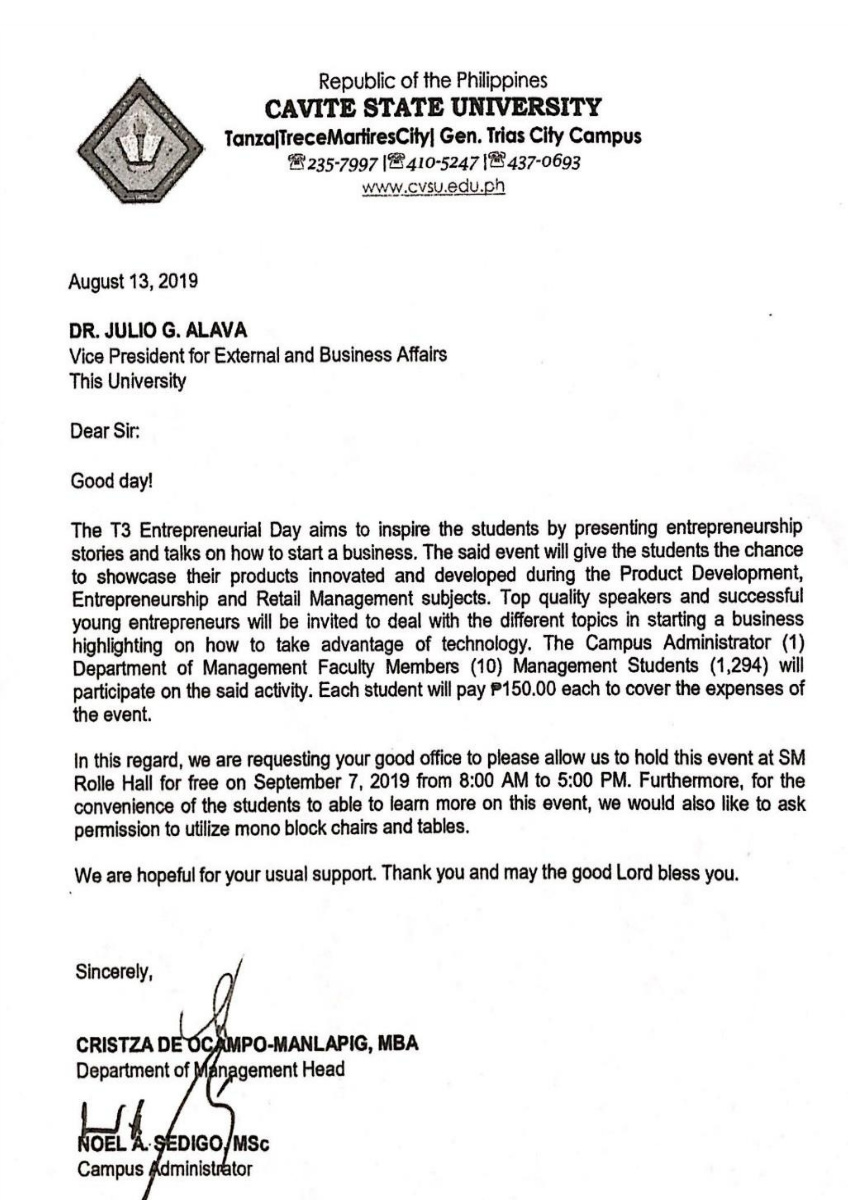 Republic of the Philippines
CAVITE STATE UNIVERSITY
Tanza|TreceMartiresCity| Gen. Trias City Campus
☎235-7997 |☎410-5247 |☎437-0693
www.cvsu.edu.ph
August 13, 2019
DR. JULIO G. ALAVA
Vice President for External and Business Affairs
This University
Dear Sir:
Good day!
The T3 Entrepreneurial Day aims to inspire the students by presenting entrepreneurship
stories and talks on how to start a business. The said event will give the students the chance
to showcase their products innovated and developed during the Product Development,
Entrepreneurship and Retail Management subjects. Top quality speakers and successful
young entrepreneurs will be invited to deal with the different topics in starting a business
highlighting on how to take advantage of technology. The Campus Administrator (1)
Department of Management Faculty Members (10) Management Students (1,294) will
participate on the said activity. Each student will pay ₱150.00 each to cover the expenses of
the event.
In this regard, we are requesting your good office to please allow us to hold this event at SM
Rolle Hall for free on September 7, 2019 from 8:00 AM to 5:00 PM. Furthermore, for the
convenience of the students to able to learn more on this event, we would also like to ask
permission to utilize mono block chairs and tables.
We are hopeful for your usual support. Thank you and may the good Lord bless you.
Sincerely,
CRISTZA DE OCAMPO-MANLAPIG, MBA
Department of Management Head
NOEL A. SEDIGO, MSc
Campus Administrator